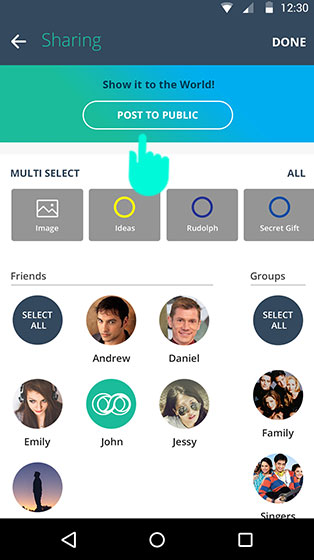 12:30
Sharing
DONE
Show it to the World!
POST TO PUBLIC
MULTI SELECT
ALL
Image
Ideas
Rudolph
Secret Gift
Friends
Groups
SELECT
ALL
SELECT
ALL
Andrew
Daniel
Emily
John
Jessy
Family
Singers